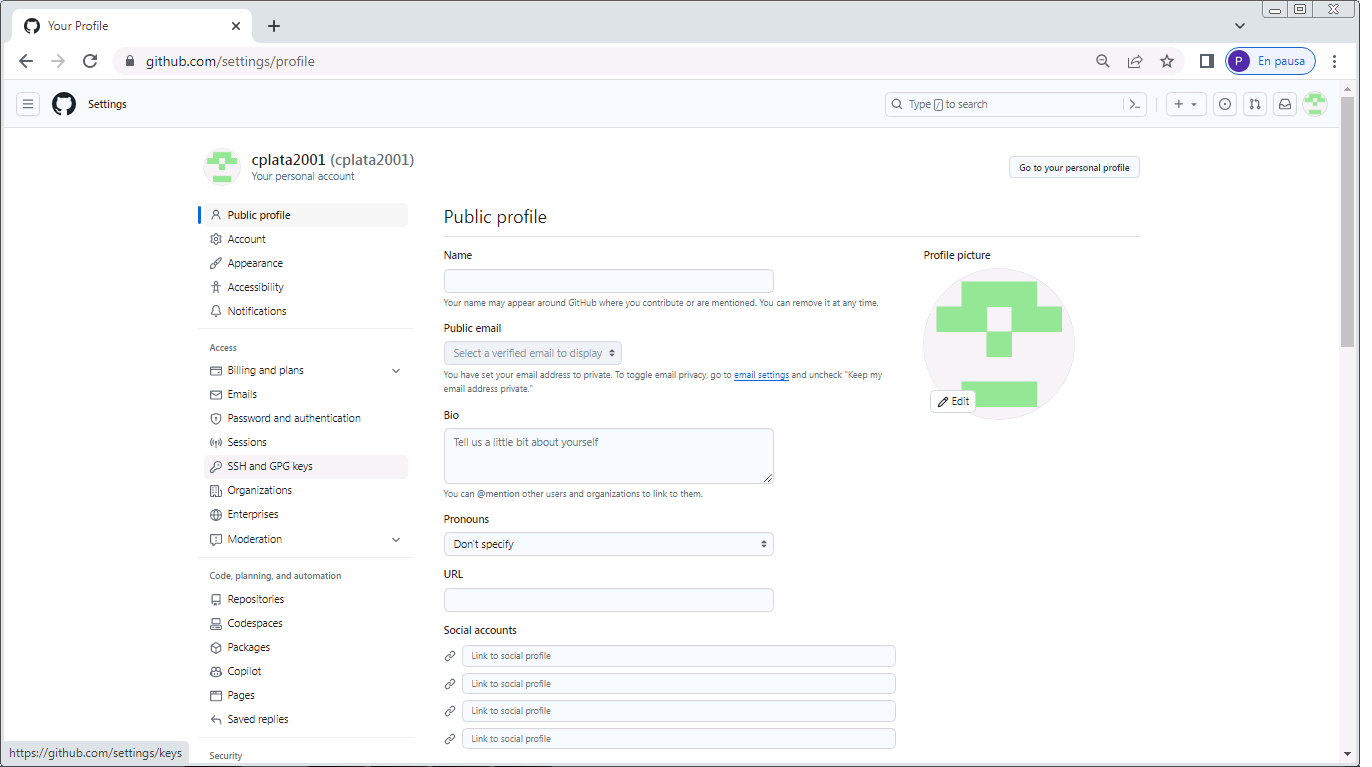 Your Profile
github.com/settings/profile
P
En pausa
Settings
Type / to search
cplata2001 (cplata2001)
Your personal account
Go to your personal profile
Public profile
Account
Appearance
Accessibility
Notifications
Access
Billing and plans
Emails
Password and authentication
Sessions
SSH and GPG keys
Organizations
Enterprises
Moderation
Code, planning, and automation
Repositories
Codespaces
Packages
Copilot
Pages
Saved replies
Security
Public profile
Name
Your name may appear around GitHub where you contribute or are mentioned. You can remove it at any time.
Public email
Select a verified email to display
You have set your email address to private. To toggle email privacy, go to email settings and uncheck "Keep my
email address private."
Bio
Tell us a little bit about yourself
You can @mention other users and organizations to link to them.
Pronouns
Don't specify
URL
Social accounts
Link to social profile
Link to social profile
Link to social profile
Link to social profile
Profile picture
Edit
https://github.com/settings/keys